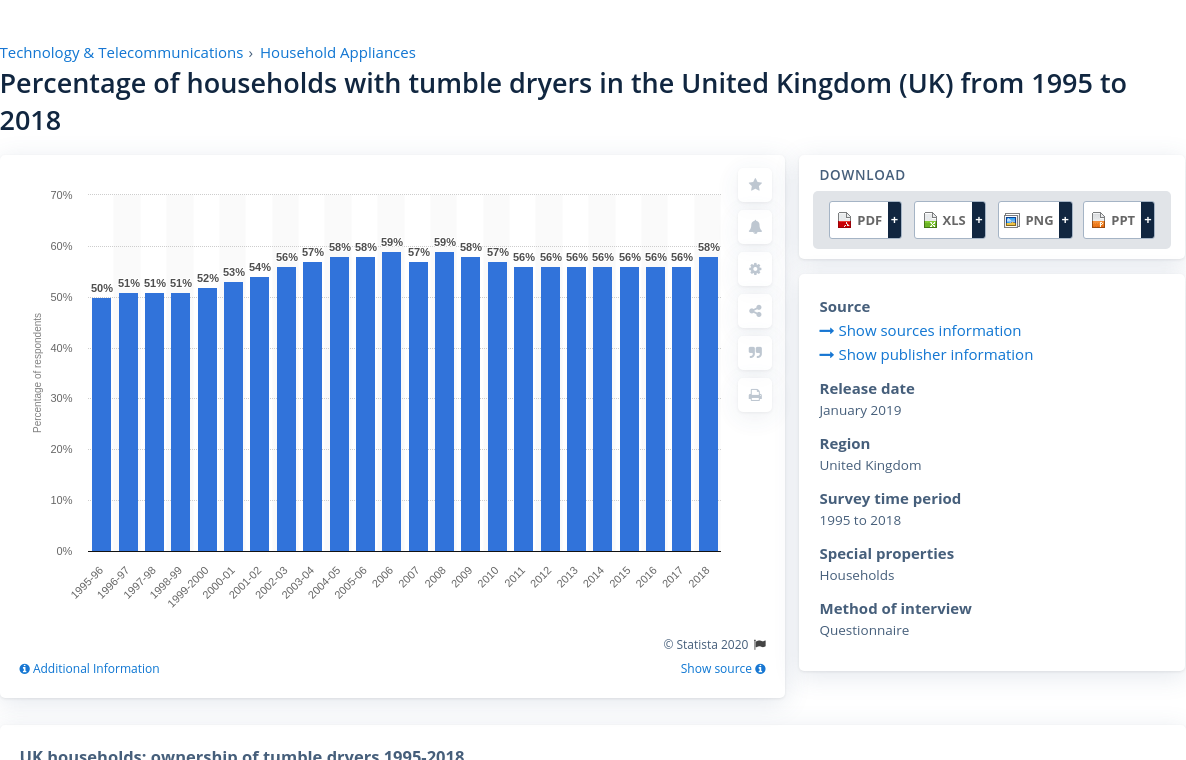 Technology & Telecommunications › Household Appliances
Percentage of households with tumble dryers in the United Kingdom (UK) from 1995 to
2018
70%
60%
50%
40%
30%
20%
10%
0%
Percentage of respondents
50% 51% 51% 51% 52% 53% 54% 56% 57% 58% 58% 59% 57% 59% 58% 57% 56% 56% 56% 56% 56% 56% 56% 58%
1995-96 1996-97 1997-98 1998-99 1999-2000 2000-01 2001-02 2002-03 2003-04 2004-05 2005-06 2006 2007 2008 2009 2010 2011 2012 2013 2014 2015 2016 2017 2018
© Statista 2020
Additional Information
Show source
DOWNLOAD
PDF + XLS + PNG + PPT +
Source
Show sources information
Show publisher information
Release date
January 2019
Region
United Kingdom
Survey time period
1995 to 2018
Special properties
Households
Method of interview
Questionnaire
UK households: ownership of tumble dryers 1995-2018